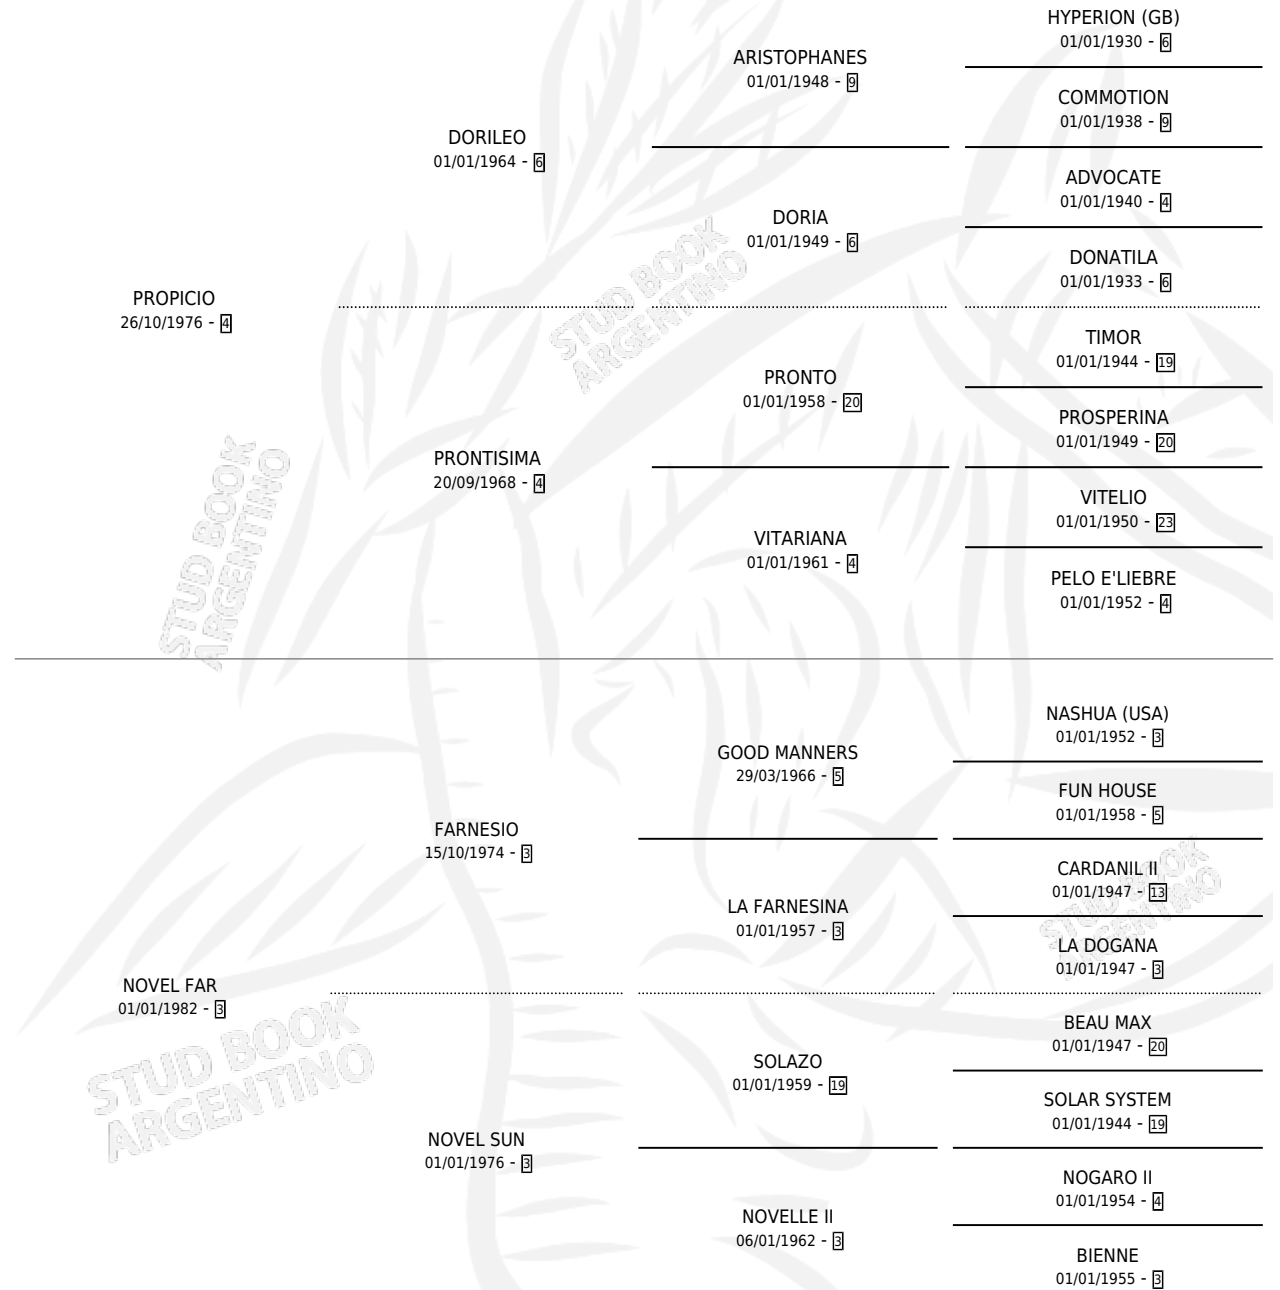 HYPERION (GB)
01/01/1930 - 6
ARISTOPHANES
01/01/1948 - 9
COMMOTION
01/01/1938 - 9
DORILEO
01/01/1964 - 6
ADVOCATE
01/01/1940 - 4
DORIA
01/01/1949 - 6
DONATILA
01/01/1933 - 6
PROPICIO
26/10/1976 - 4
STUD BOOK
ARGENTINO
TIMOR
01/01/1944 - 19
PRONTO
01/01/1958 - 20
PROSPERINA
01/01/1949 - 20
PRONTISIMA
20/09/1968 - 4
VITELIO
01/01/1950 - 23
VITARIANA
01/01/1961 - 4
PELO E'LIEBRE
01/01/1952 - 4
STUD BOOK
ARGENTINO
NASHUA (USA)
01/01/1952 - 3
GOOD MANNERS
29/03/1966 - 5
FUN HOUSE
01/01/1958 - 5
FARNESIO
15/10/1974 - 3
CARDANIL II
01/01/1947 - 13
LA FARNESINA
01/01/1957 - 3
STUD BOOK
ARGENTINO
LA DOGANA
01/01/1947 - 3
NOVEL FAR
01/01/1982 - 3
STUD BOOK
ARGENTINO
BEAU MAX
01/01/1947 - 20
SOLAZO
01/01/1959 - 19
SOLAR SYSTEM
01/01/1944 - 19
NOVEL SUN
01/01/1976 - 3
NOGARO II
01/01/1954 - 4
NOVELLE II
06/01/1962 - 3
BIENNE
01/01/1955 - 3